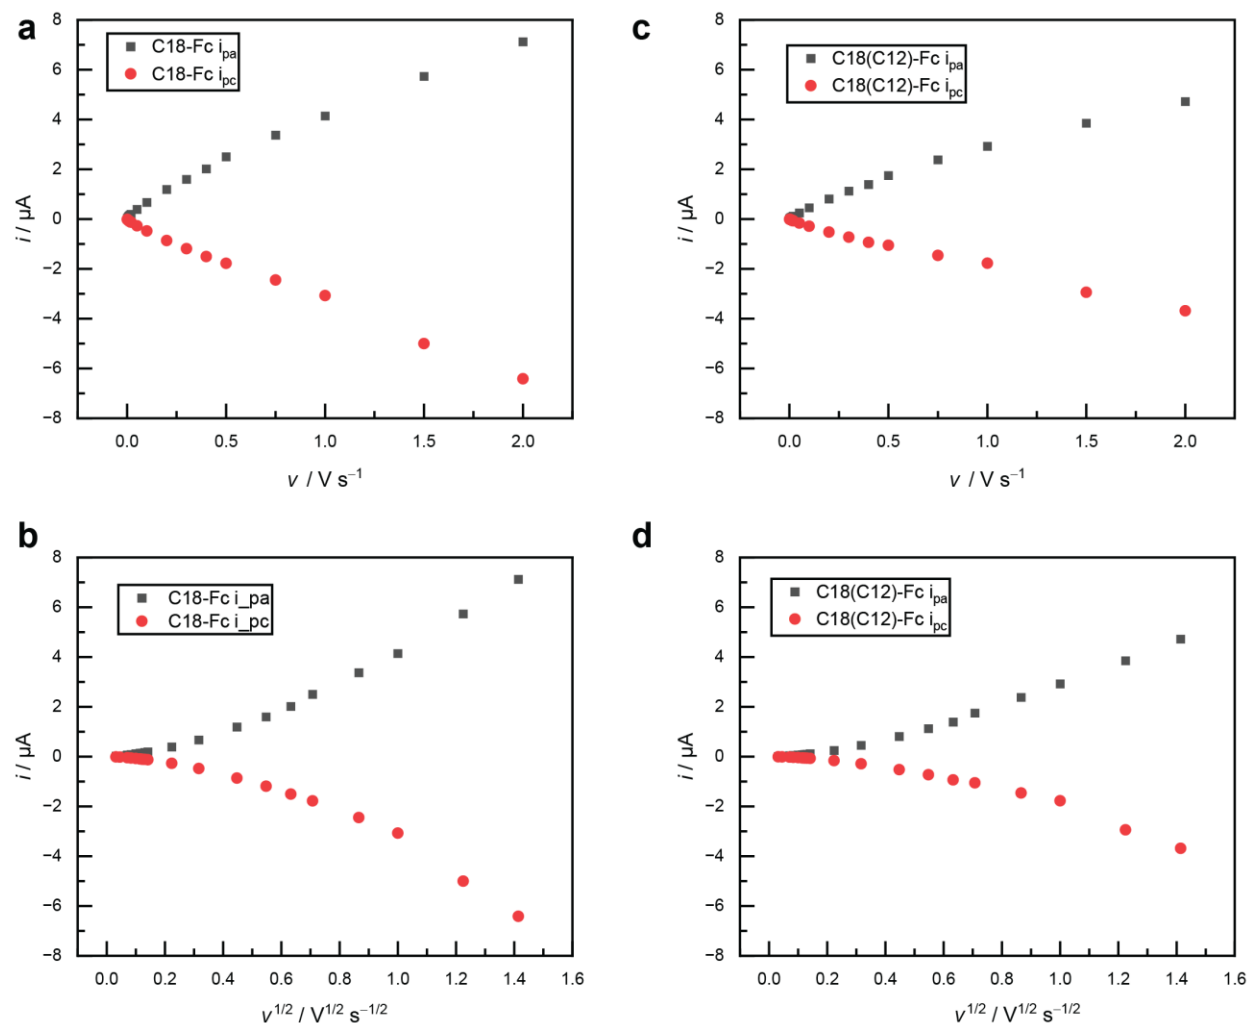 a
8
6
4
2
0
−2
−4
−6
−8
i / µA
C18-Fc ipa
C18-Fc ipc
0.0 0.5 1.0 1.5 2.0
v / V s−1
c
8
6
4
2
0
−2
−4
−6
−8
i / µA
C18(C12)-Fc ipa
C18(C12)-Fc ipc
0.0 0.5 1.0 1.5 2.0
v / V s−1
b
8
6
4
2
0
−2
−4
−6
−8
i / µA
C18-Fc i_pa
C18-Fc i_pc
0.0 0.2 0.4 0.6 0.8 1.0 1.2 1.4 1.6
v1/2 / V1/2 s−1/2
d
8
6
4
2
0
−2
−4
−6
−8
i / µA
C18(C12)-Fc ipa
C18(C12)-Fc ipc
0.0 0.2 0.4 0.6 0.8 1.0 1.2 1.4 1.6
v1/2 / V1/2 s−1/2